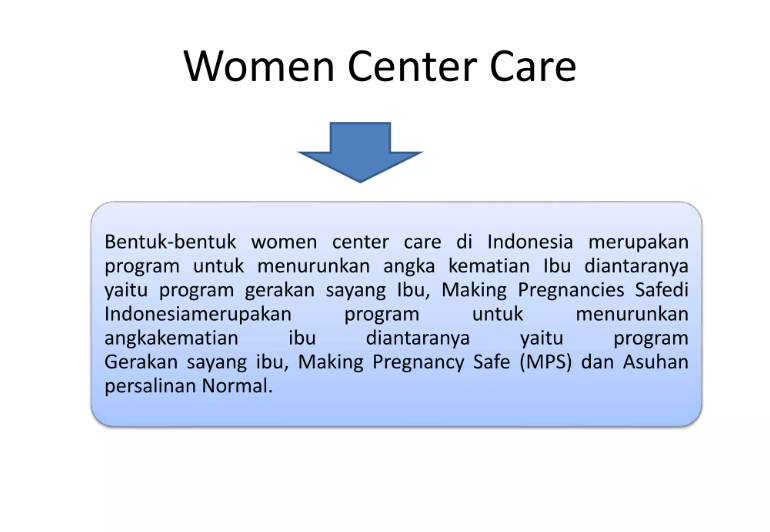 Women Center Care
Bentuk-bentuk women center care di Indonesia merupakan
program untuk menurunkan angka kematian Ibu diantaranya
yaitu program gerakan sayang Ibu, Making Pregnancies Safedi
Indonesiamerupakan program untuk menurunkan
angkakematian ibu diantaranya yaitu program
Gerakan sayang ibu, Making Pregnancy Safe (MPS) dan Asuhan
persalinan Normal.